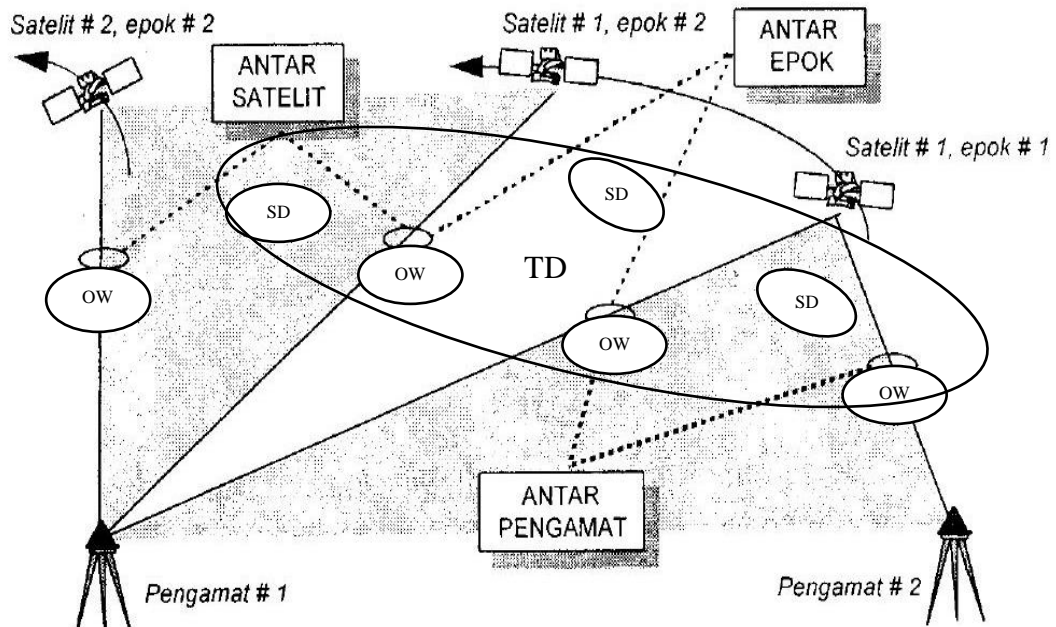 Satelit # 2, epok # 2
Satelit # 1, epok # 2
ANTAR
EPOK
ANTAR
SATELIT
Satelit # 1, epok # 1
SD
SD
OW
OW
TD
SD
OW
OW
ANTAR
PENGAMAT
Pengamat # 1
Pengamat # 2